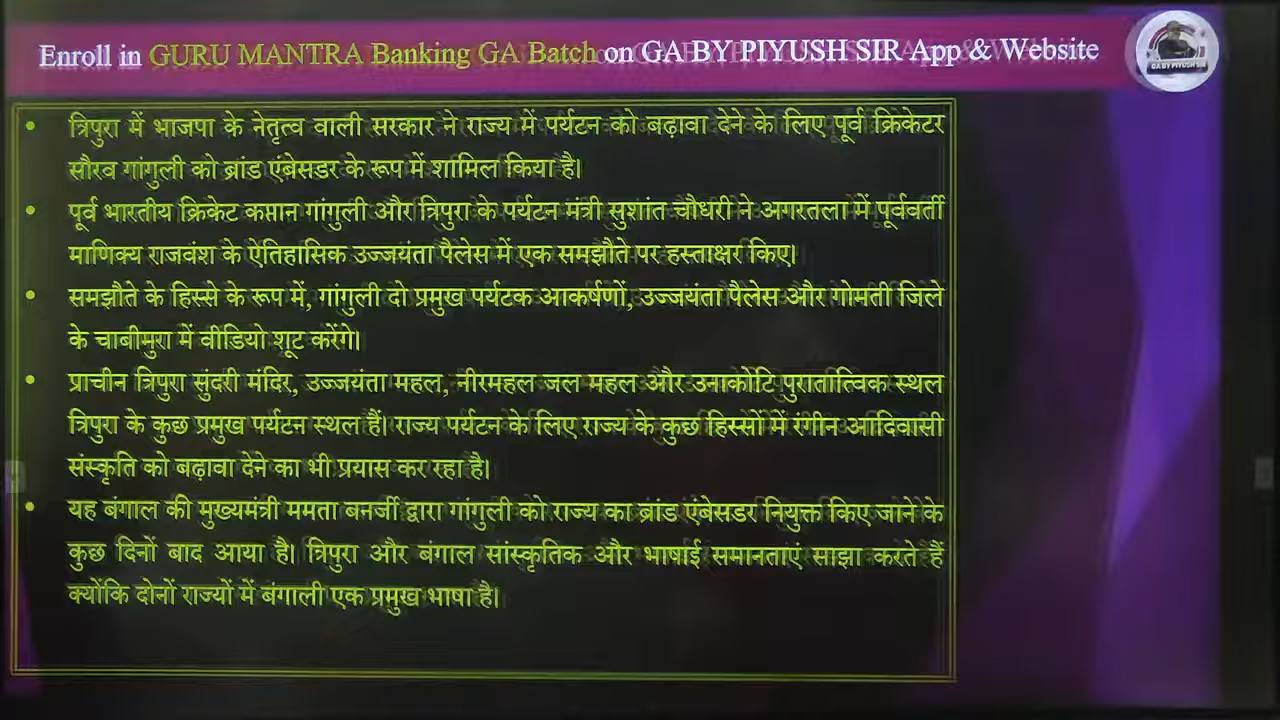 Enroll in GURU MANTRA Banking GA Batch on GA BY PIYUSH SIR App & Website
GA BY PIYUSH SIR
• त्रिपुरा में भाजपा के नेतृत्व वाली सरकार ने राज्य में पर्यटन को बढ़ावा देने के लिए पूर्व क्रिकेटर
सौरव गांगुली को ब्रांड एंबेसडर के रूप में शामिल किया है।
• पूर्व भारतीय क्रिकेट कप्तान गांगुली और त्रिपुरा के पर्यटन मंत्री सुशांत चौधरी ने अगरतला में पूर्ववर्ती
माणिक्य राजवंश के ऐतिहासिक उज्जयंता पैलेस में एक समझौते पर हस्ताक्षर किए।
• समझौते के हिस्से के रूप में, गांगुली दो प्रमुख पर्यटक आकर्षणों, उज्जयंता पैलेस और गोमती जिले
के चाबीमुरा में वीडियो शूट करेंगे।
• प्राचीन त्रिपुरा सुंदरी मंदिर, उज्जयंता महल, नीरमहल जल महल और उनाकोटि पुरातात्विक स्थल
त्रिपुरा के कुछ प्रमुख पर्यटन स्थल हैं। राज्य पर्यटन के लिए राज्य के कुछ हिस्सों में रंगीन आदिवासी
संस्कृति को बढ़ावा देने का भी प्रयास कर रहा है।
• यह बंगाल की मुख्यमंत्री ममता बनर्जी द्वारा गांगुली को राज्य का ब्रांड एंबेसडर नियुक्त किए जाने के
कुछ दिनों बाद आया है। त्रिपुरा और बंगाल सांस्कृतिक और भाषाई समानताएं साझा करते हैं
क्योंकि दोनों राज्यों में बंगाली एक प्रमुख भाषा है।